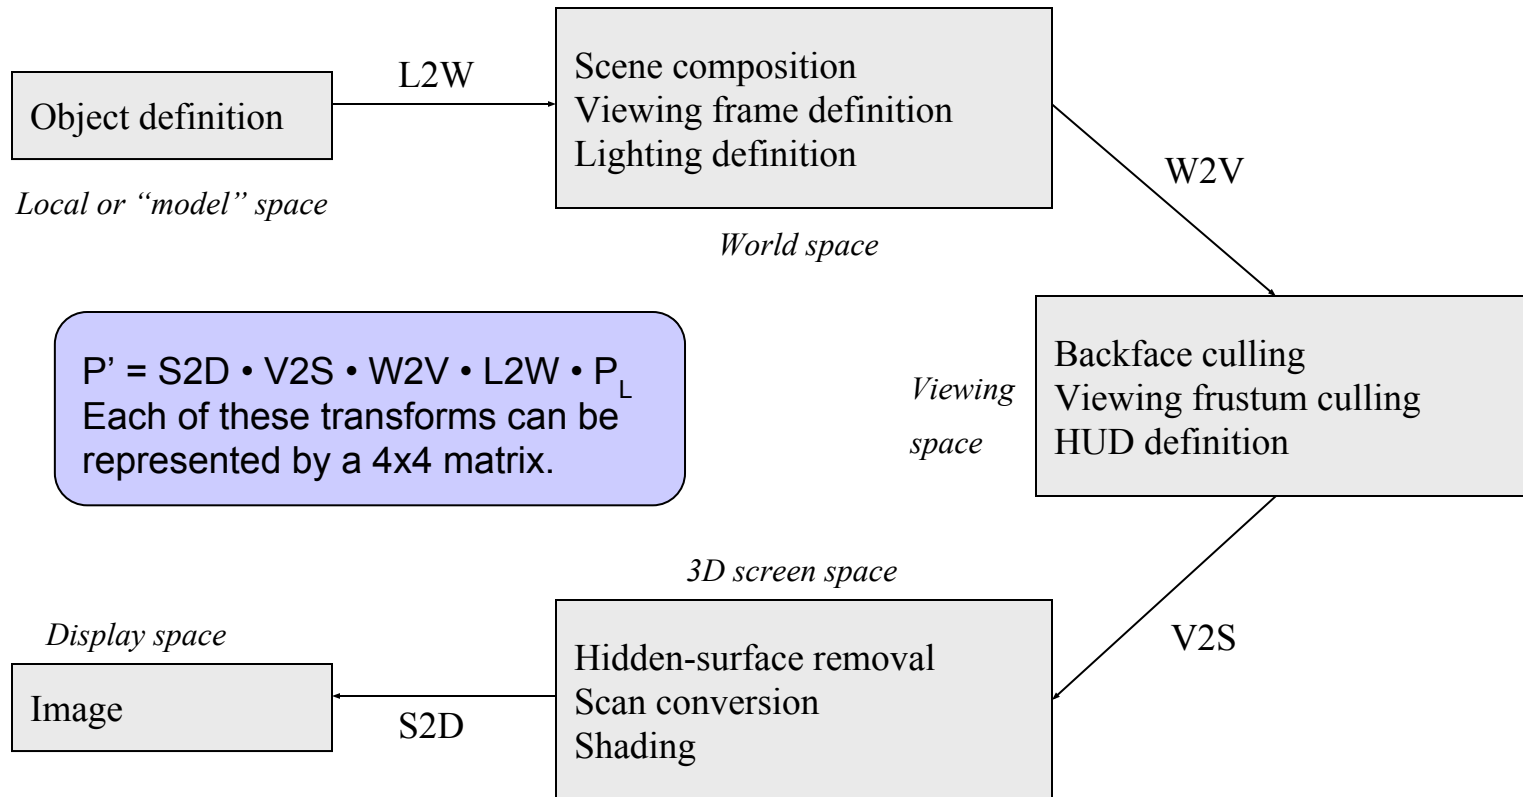 Object definition
Local or “model” space
L2W
Scene composition
Viewing frame definition
Lighting definition
World space
W2V
Backface culling
Viewing frustum culling
HUD definition
Viewing
space
V2S
3D screen space
Hidden-surface removal
Scan conversion
Shading
S2D
Display space
Image
P’ = S2D • V2S • W2V • L2W • P_L
Each of these transforms can be
represented by a 4x4 matrix.